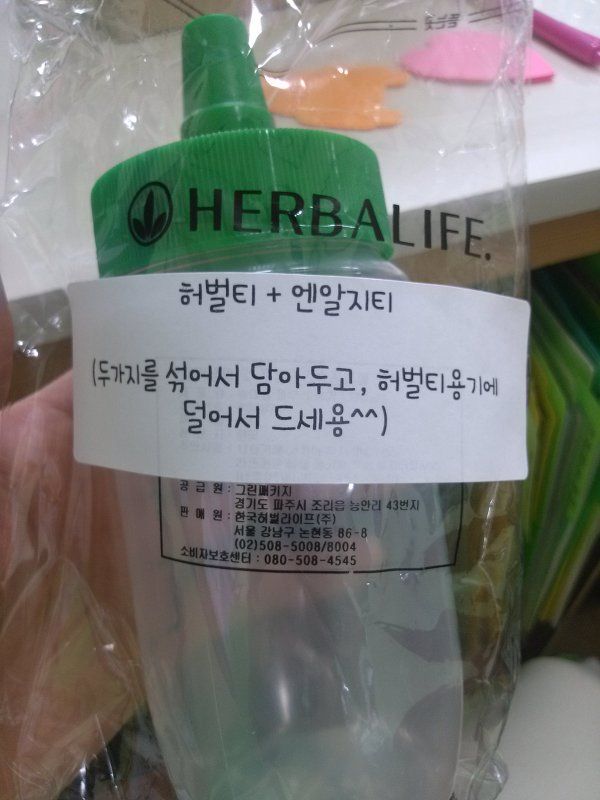 HERBALIFE.
허벌티 + 엔알지티
(두가지를 섞어서 담아두고, 허벌티용기에
덜어서 드세용^^)
공 급 원 : 그린패키지
경기도 파주시 조리읍 능안리 43번지
판 매 원 : 한국허벌라이프(주)
서울 강남구 논현동 86-8
(02)508-5008/8004
소비자보호센터 : 080-508-4545